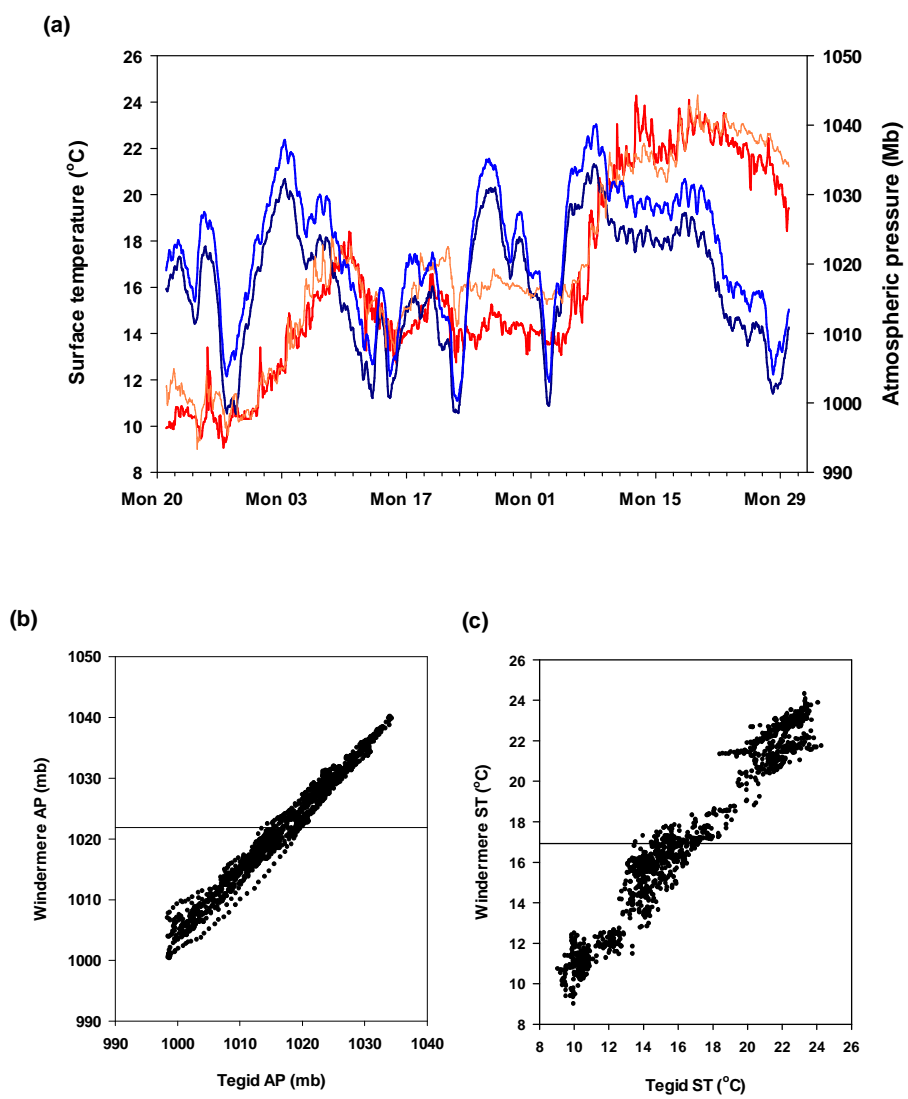 (a)
26
24
22
20
18
16
14
12
10
8
Surface temperature (°C)
1050
1040
1030
1020
1010
1000
990
Atmospheric pressure (Mb)
Mon 20 Mon 03 Mon 17 Mon 01 Mon 15 Mon 29
(b)
1050
1040
1030
1020
1010
1000
990
Windermere AP (mb)
990 1000 1010 1020 1030 1040
Tegid AP (mb)
(c)
26
24
22
20
18
16
14
12
10
8
Windermere ST (°C)
8 10 12 14 16 18 20 22 24 26
Tegid ST (°C)